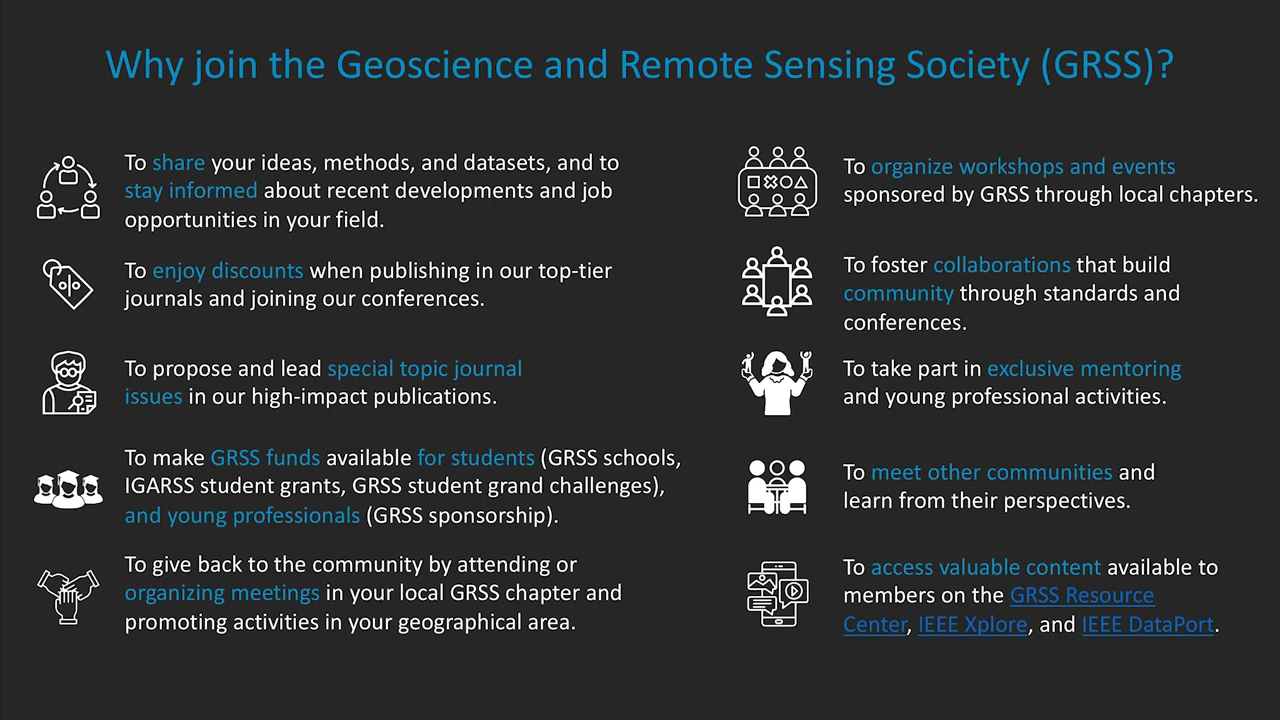 Why join the Geoscience and Remote Sensing Society (GRSS)?
To share your ideas, methods, and datasets, and to
stay informed about recent developments and job
opportunities in your field.
To enjoy discounts when publishing in our top-tier
journals and joining our conferences.
To propose and lead special topic journal
issues in our high-impact publications.
To make GRSS funds available for students (GRSS schools,
IGARSS student grants, GRSS student grand challenges),
and young professionals (GRSS sponsorship).
To give back to the community by attending or
organizing meetings in your local GRSS chapter and
promoting activities in your geographical area.
To organize workshops and events
sponsored by GRSS through local chapters.
To foster collaborations that build
community through standards and
conferences.
To take part in exclusive mentoring
and young professional activities.
To meet other communities and
learn from their perspectives.
To access valuable content available to
members on the GRSS Resource
Center, IEEE Xplore, and IEEE DataPort.